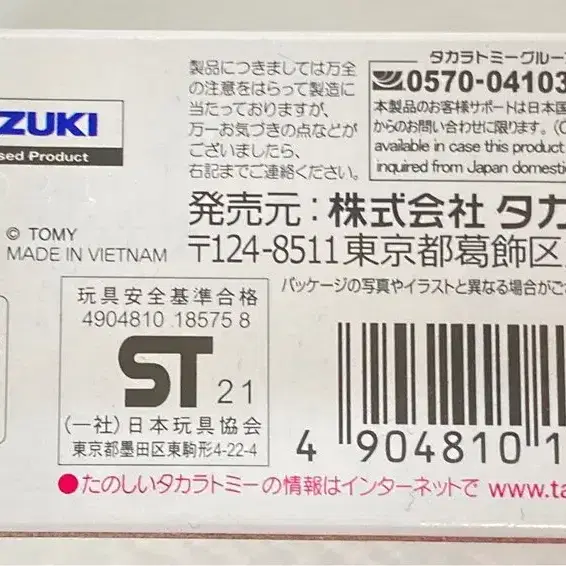 製品につきましては万全
の注意をはらって製造に
当たっておりますが、
万一お気づきの点などが
ございましたら、
右記までご連絡ください。
タカラトミーグルー
0570-04103
本製品のお客様サポートは日本国
からのお問い合わせに限ります。(C
available in case this product
inquired from Japan domestic
ZUKI
sed Product
© TOMY
MADE IN VIETNAM
発売元：株式会社 タカ
〒124-8511東京都葛飾区
パッケージの写真やイラストと異なる場合がご
玩具安全基準合格
4904810 18575 8
ST 21
(一社)日本玩具協会
東京都墨田区東駒形4-22-4
4 904810 1
●たのしいタカラトミーの情報はインターネットで www.ta